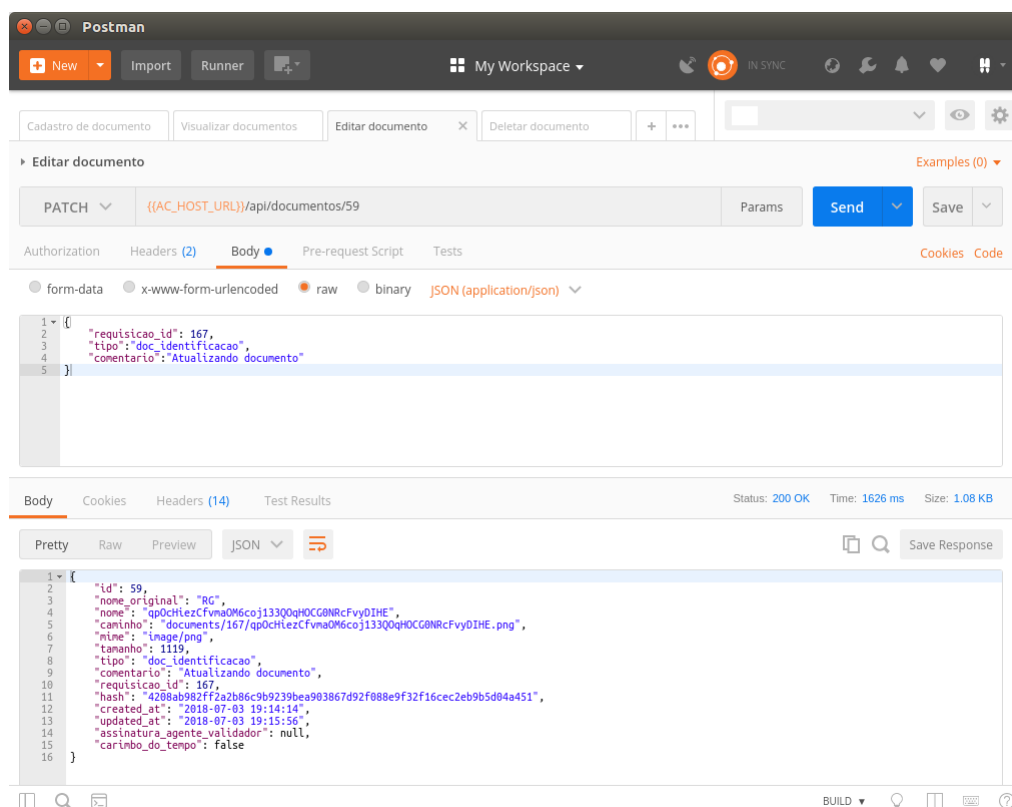 Postman
New Import Runner My Workspace IN SYNC
Cadastro de documento Visualizar documentos Editar documento Deletar documento
Editar documento Examples (0)
PATCH {{AC_HOST_URL}}/api/documentos/59 Params Send Save
Authorization Headers (2) Body Pre-request Script Tests Cookies Code
form-data x-www-form-urlencoded raw binary JSON (application/json)
1 {
2 "requisicao_id": 167,
3 "tipo":"doc_identificacao",
4 "comentario":"Atualizando documento"
5 }
Body Cookies Headers (14) Test Results Status: 200 OK Time: 1626 ms Size: 1.08 KB
Pretty Raw Preview JSON Save Response
1 {
2 "id": 59,
3 "nome_original": "RG",
4 "nome": "qpOcHiezCfvmaOM6coj133QOqHOCG0NRcFvyDIHE",
5 "caminho": "documents/167/qpOcHiezCfvmaOM6coj133QOqHOCG0NRcFvyDIHE.png",
6 "mime": "image/png",
7 "tamanho": 1119,
8 "tipo": "doc_identificacao",
9 "comentario": "Atualizando documento",
10 "requisicao_id": 167,
11 "hash": "4208ab982ff2a2b86c9b9239bea903867d92f088e9f32f16cec2eb9b5d04a451",
12 "created_at": "2018-07-03 19:14:14",
13 "updated_at": "2018-07-03 19:15:56",
14 "assinatura_agente_validador": null,
15 "carimbo_do_tempo": false
16 }
BUILD